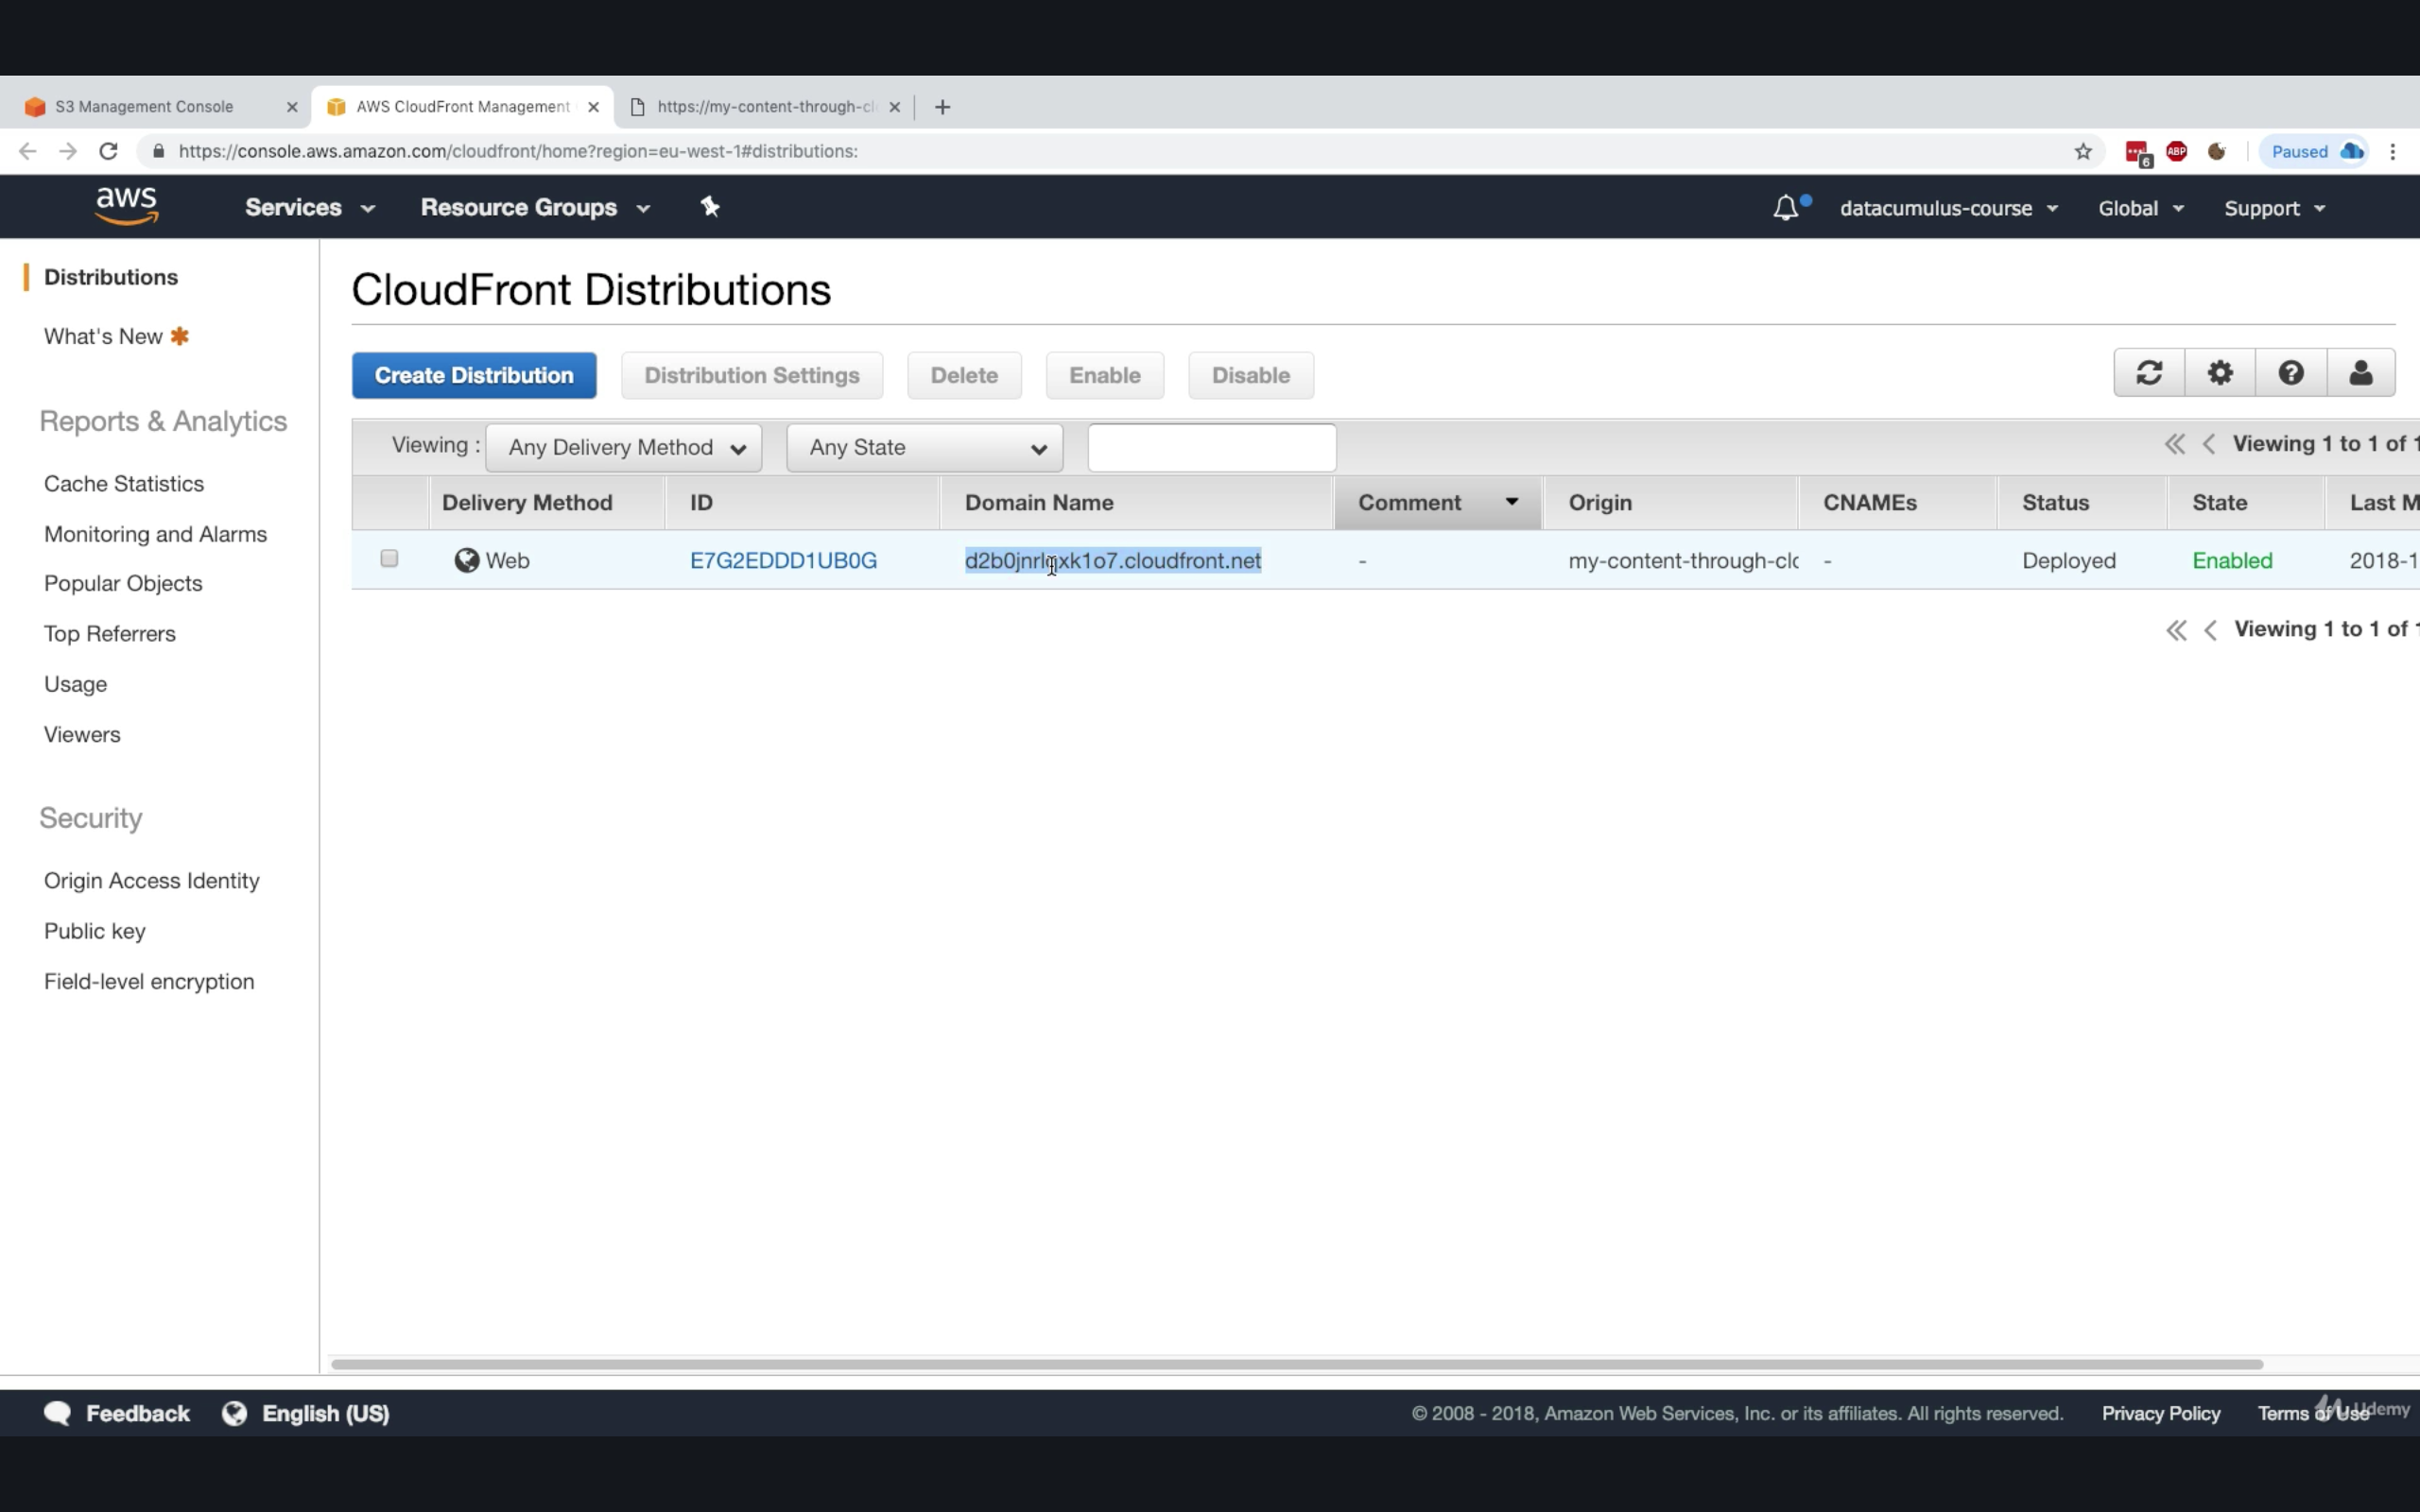 S3 Management Console
AWS CloudFront Management
https://my-content-through-cl
https://console.aws.amazon.com/cloudfront/home?region=eu-west-1#distributions:
6
ABP
Paused
aws
Services
Resource Groups
datacumulus-course
Global
Support
Distributions
What's New
Reports & Analytics
Cache Statistics
Monitoring and Alarms
Popular Objects
Top Referrers
Usage
Viewers
Security
Origin Access Identity
Public key
Field-level encryption
CloudFront Distributions
Create Distribution Distribution Settings Delete Enable Disable
Viewing : Any Delivery Method Any State Viewing 1 to 1 of 1
Delivery Method ID Domain Name Comment Origin CNAMEs Status State Last M
Web E7G2EDDD1UB0G - my-content-through-clo - Deployed Enabled 2018-1
Viewing 1 to 1 of 1
Feedback English (US) © 2008 - 2018, Amazon Web Services, Inc. or its affiliates. All rights reserved. Privacy Policy Terms of Use
Udemy